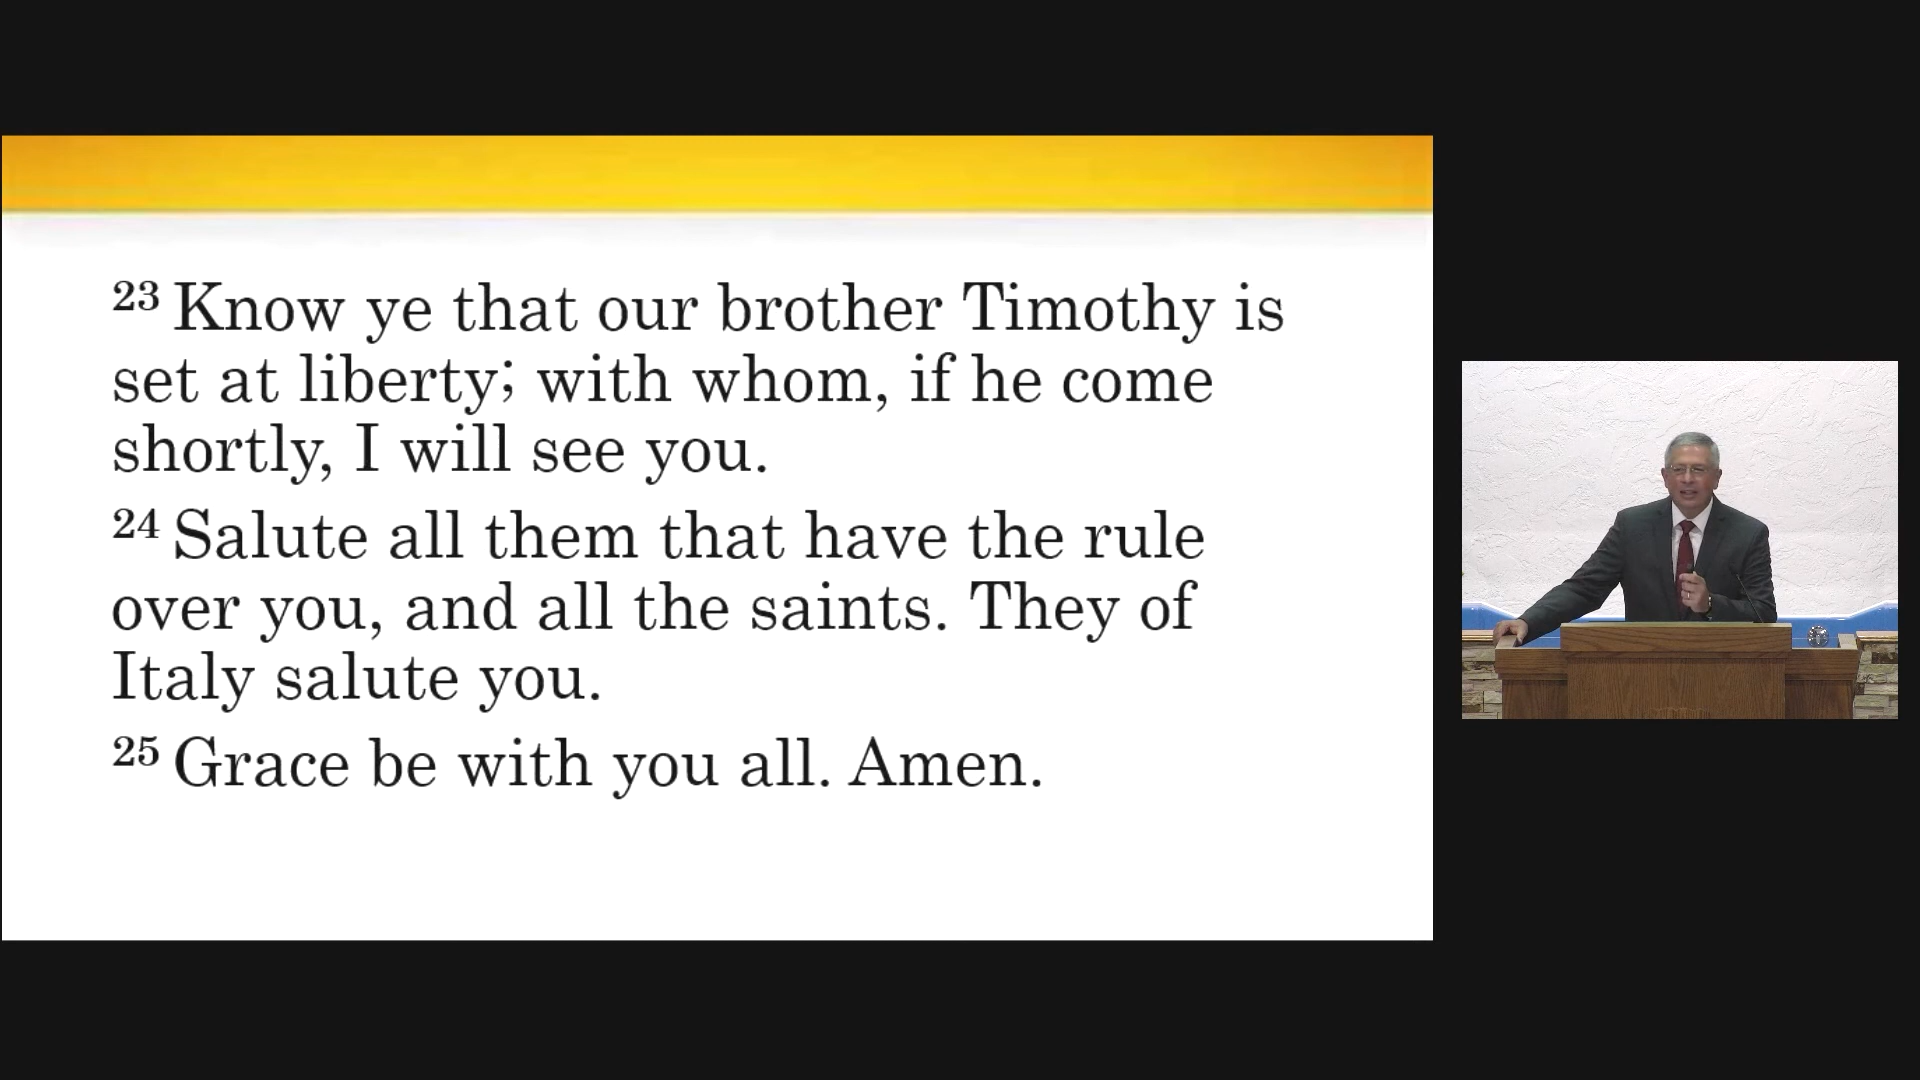 23 Know ye that our brother Timothy is
set at liberty; with whom, if he come
shortly, I will see you.
24 Salute all them that have the rule
over you, and all the saints. They of
Italy salute you.
25 Grace be with you all. Amen.